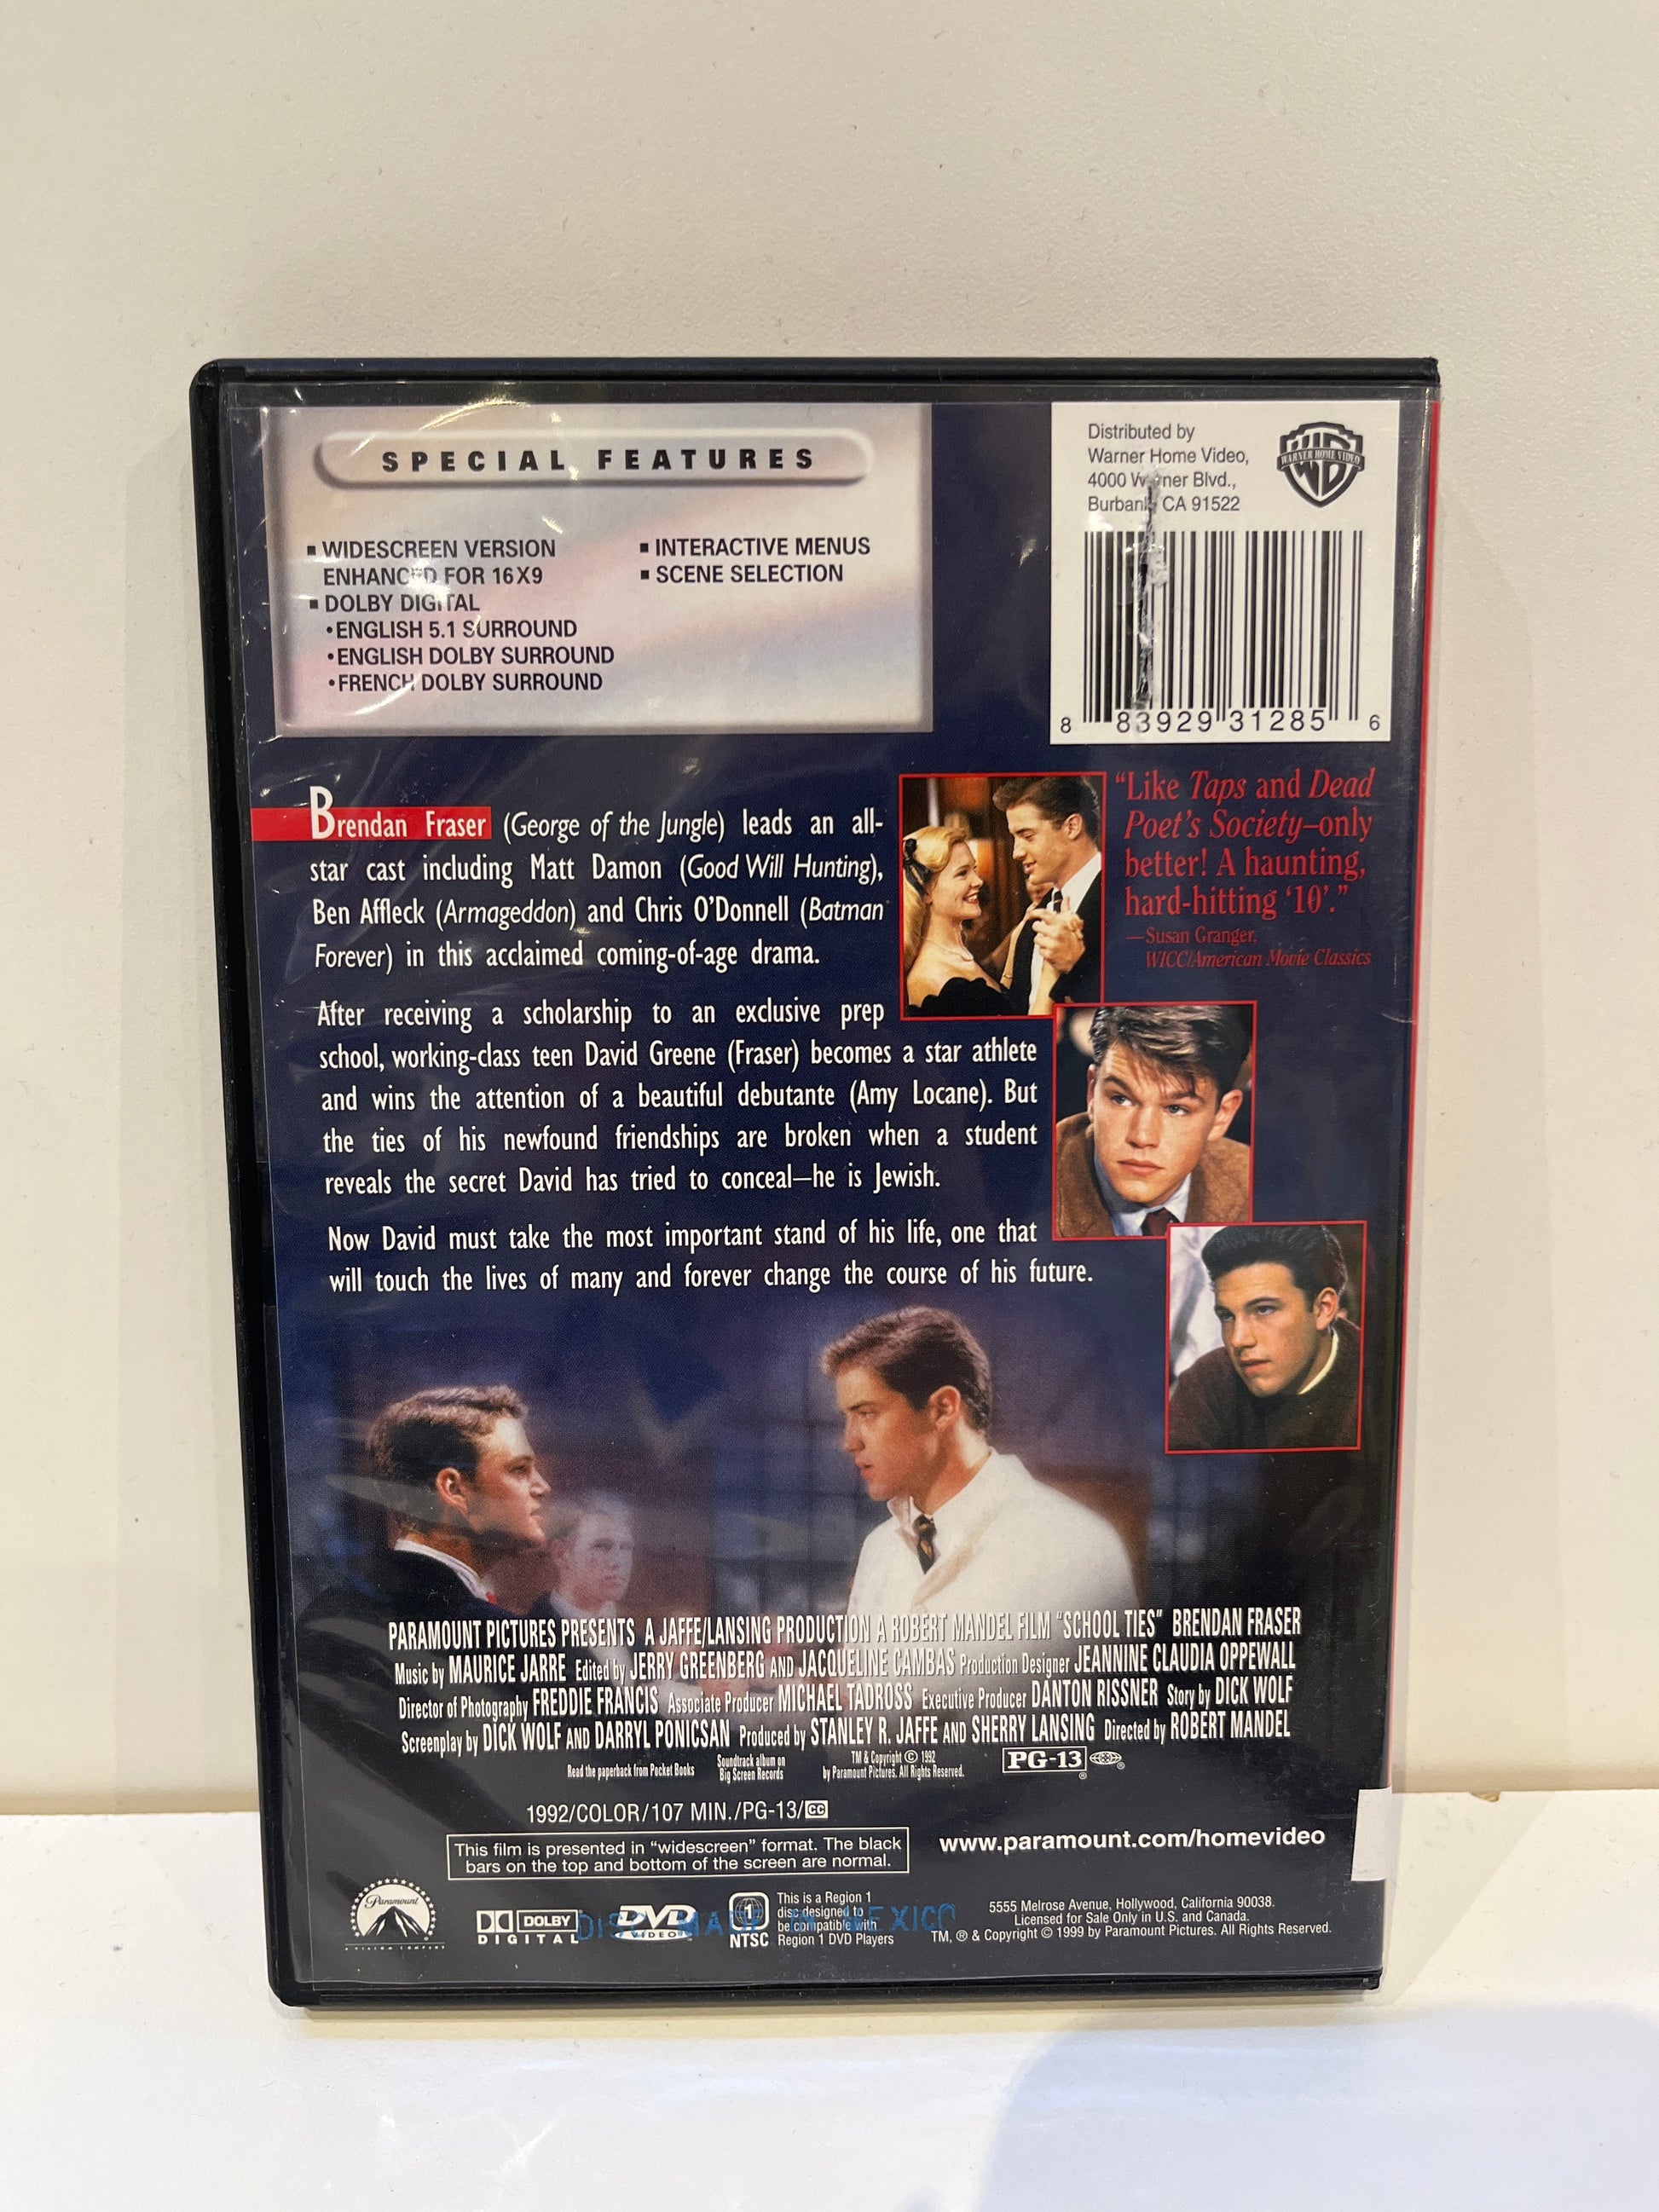 SPECIAL FEATURES
▪ WIDESCREEN VERSION
ENHANCED FOR 16X9
▪ DOLBY DIGITAL
•ENGLISH 5.1 SURROUND
•ENGLISH DOLBY SURROUND
•FRENCH DOLBY SURROUND
▪ INTERACTIVE MENUS
▪ SCENE SELECTION
Distributed by
Warner Home Video,
4000 Warner Blvd.,
Burbank, CA 91522
WARNER HOME VIDEO
8 83929 31285 6
Brendan Fraser (George of the Jungle) leads an all-
star cast including Matt Damon (Good Will Hunting),
Ben Affleck (Armageddon) and Chris O'Donnell (Batman
Forever) in this acclaimed coming-of-age drama.
After receiving a scholarship to an exclusive prep
school, working-class teen David Greene (Fraser) becomes a star athlete
and wins the attention of a beautiful debutante (Amy Locane). But
the ties of his newfound friendships are broken when a student
reveals the secret David has tried to conceal—he is Jewish.
Now David must take the most important stand of his life, one that
will touch the lives of many and forever change the course of his future.
“Like Taps and Dead
Poet's Society–only
better! A haunting,
hard-hitting ‘10’.”
—Susan Granger,
WICC/American Movie Classics
PARAMOUNT PICTURES PRESENTS A JAFFE/LANSING PRODUCTION A ROBERT MANDEL FILM “SCHOOL TIES” BRENDAN FRASER
Music by MAURICE JARRE Edited by JERRY GREENBERG AND JACQUELINE CAMBAS Production Designer JEANNINE CLAUDIA OPPEWALL
Director of Photography FREDDIE FRANCIS Associate Producer MICHAEL TADROSS Executive Producer DANTON RISSNER Story by DICK WOLF
Screenplay by DICK WOLF AND DARRYL PONICSAN Produced by STANLEY R. JAFFE AND SHERRY LANSING Directed by ROBERT MANDEL
Read the paperback from Pocket Books
Soundtrack album on
Big Screen Records
TM & Copyright © 1992
by Paramount Pictures. All Rights Reserved.
PG-13 ®
1992/COLOR/107 MIN./PG-13/CC
This film is presented in “widescreen” format. The black
bars on the top and bottom of the screen are normal.
www.paramount.com/homevideo
Paramount
DOLBY
DIGITAL
DVD
VIDEO
1
NTSC
This is a Region 1
disc designed to
be compatible with
Region 1 DVD Players
DISC MADE IN MEXICO
5555 Melrose Avenue, Hollywood, California 90038.
Licensed for Sale Only in U.S. and Canada.
TM, ® & Copyright © 1999 by Paramount Pictures. All Rights Reserved.